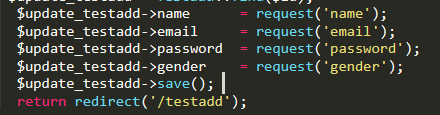 $update_testadd->name = request('name');
$update_testadd->email = request('email');
$update_testadd->password = request('password');
$update_testadd->gender = request('gender');
$update_testadd->save();
return redirect('/testadd');